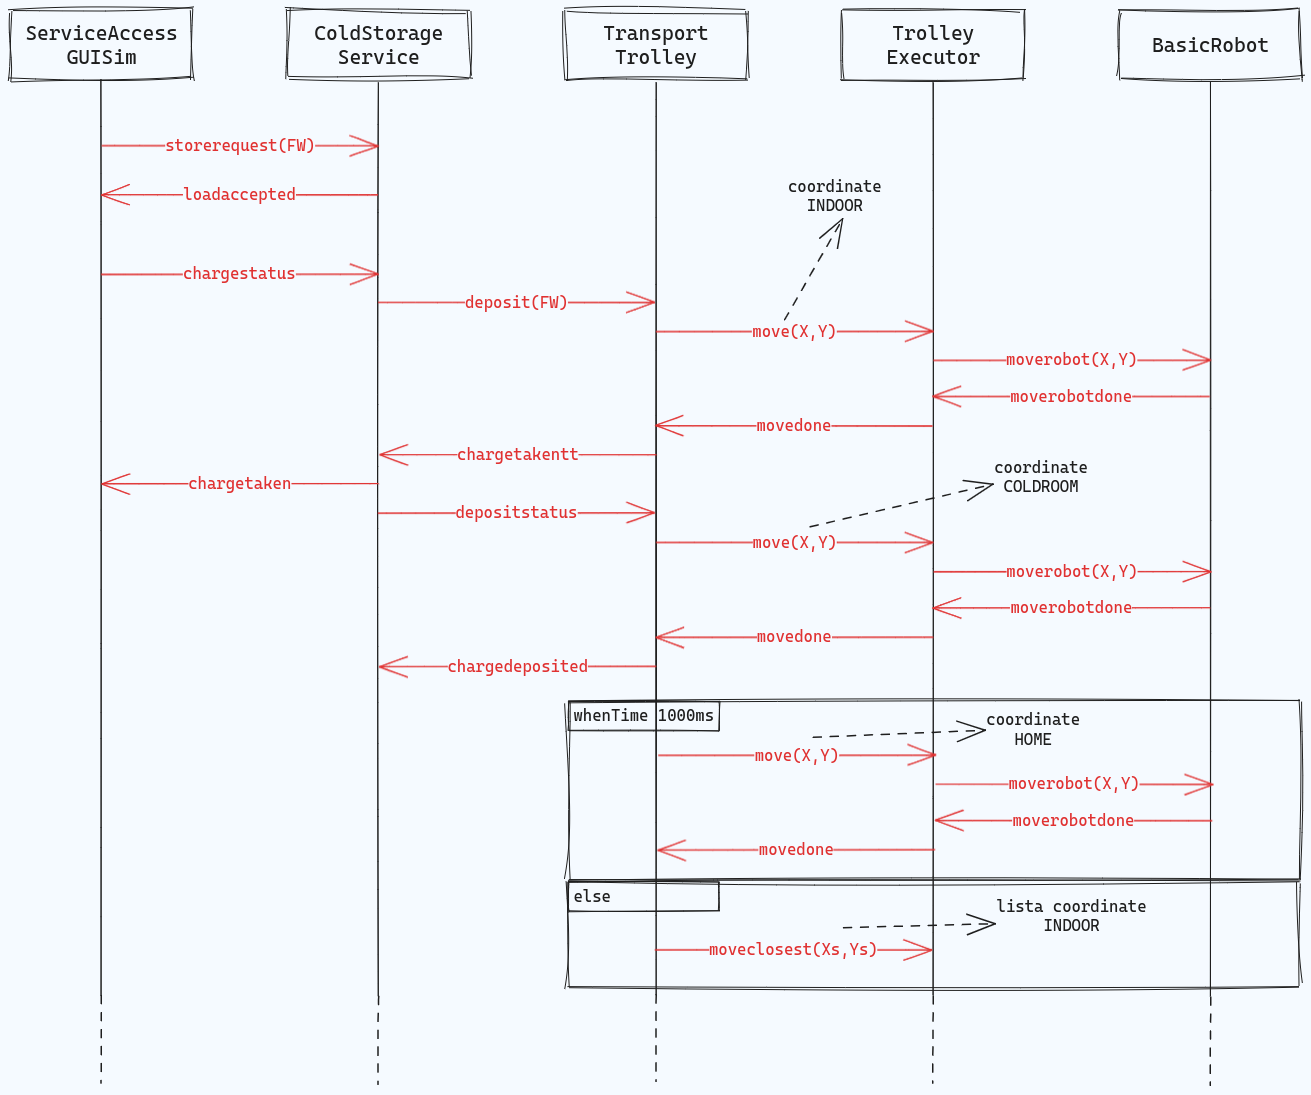 ServiceAccess
GUISim
ColdStorage
Service
Transport
Trolley
Trolley
Executor
BasicRobot
storerequest(FW)
loadaccepted
coordinate
INDOOR
chargestatus
deposit(FW)
move(X,Y)
moverobot(X,Y)
moverobotdone
movedone
chargetakentt
chargetaken
coordinate
COLDROOM
depositstatus
move(X,Y)
moverobot(X,Y)
moverobotdone
movedone
chargedeposited
whenTime 1000ms
coordinate
HOME
move(X,Y)
moverobot(X,Y)
moverobotdone
movedone
else
lista coordinate
INDOOR
moveclosest(Xs,Ys)